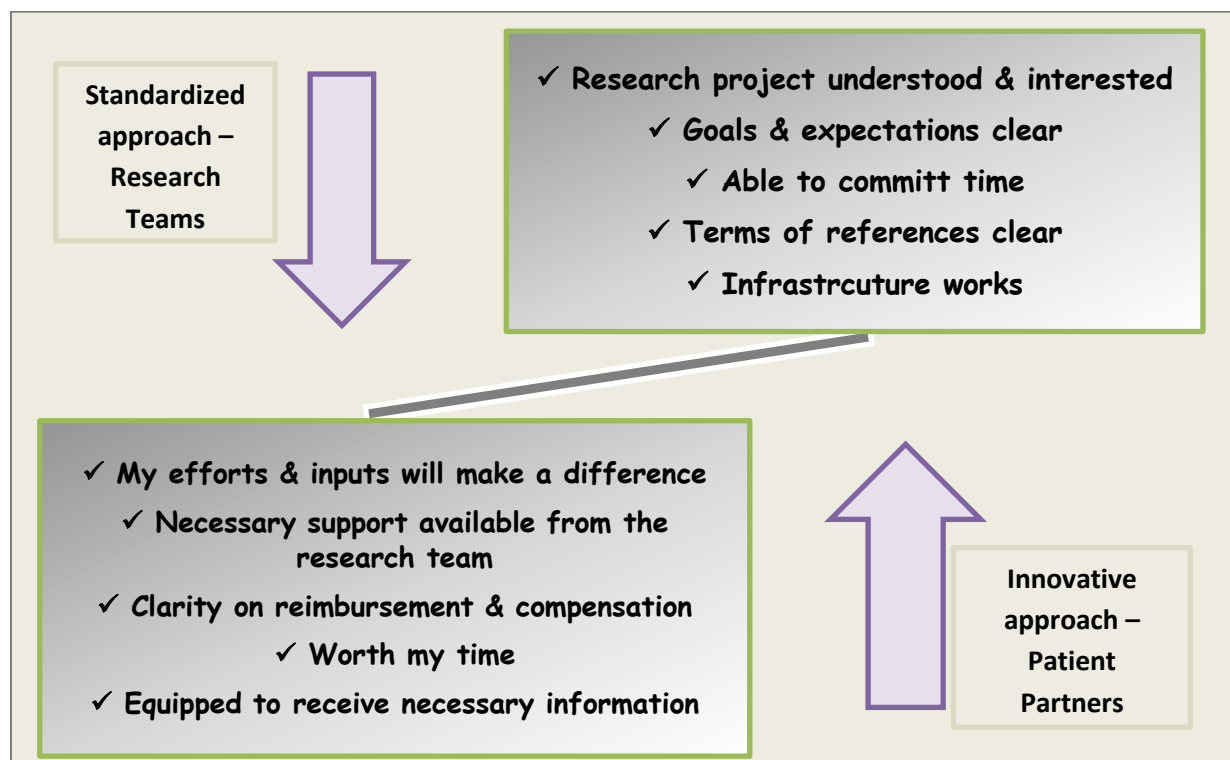 Standardized
approach –
Research
Teams
✓ Research project understood & interested
✓ Goals & expectations clear
✓ Able to committ time
✓ Terms of references clear
✓ Infrastrcuture works
✓ My efforts & inputs will make a difference
✓ Necessary support available from the
research team
✓ Clarity on reimbursement & compensation
✓ Worth my time
✓ Equipped to receive necessary information
Innovative
approach –
Patient
Partners